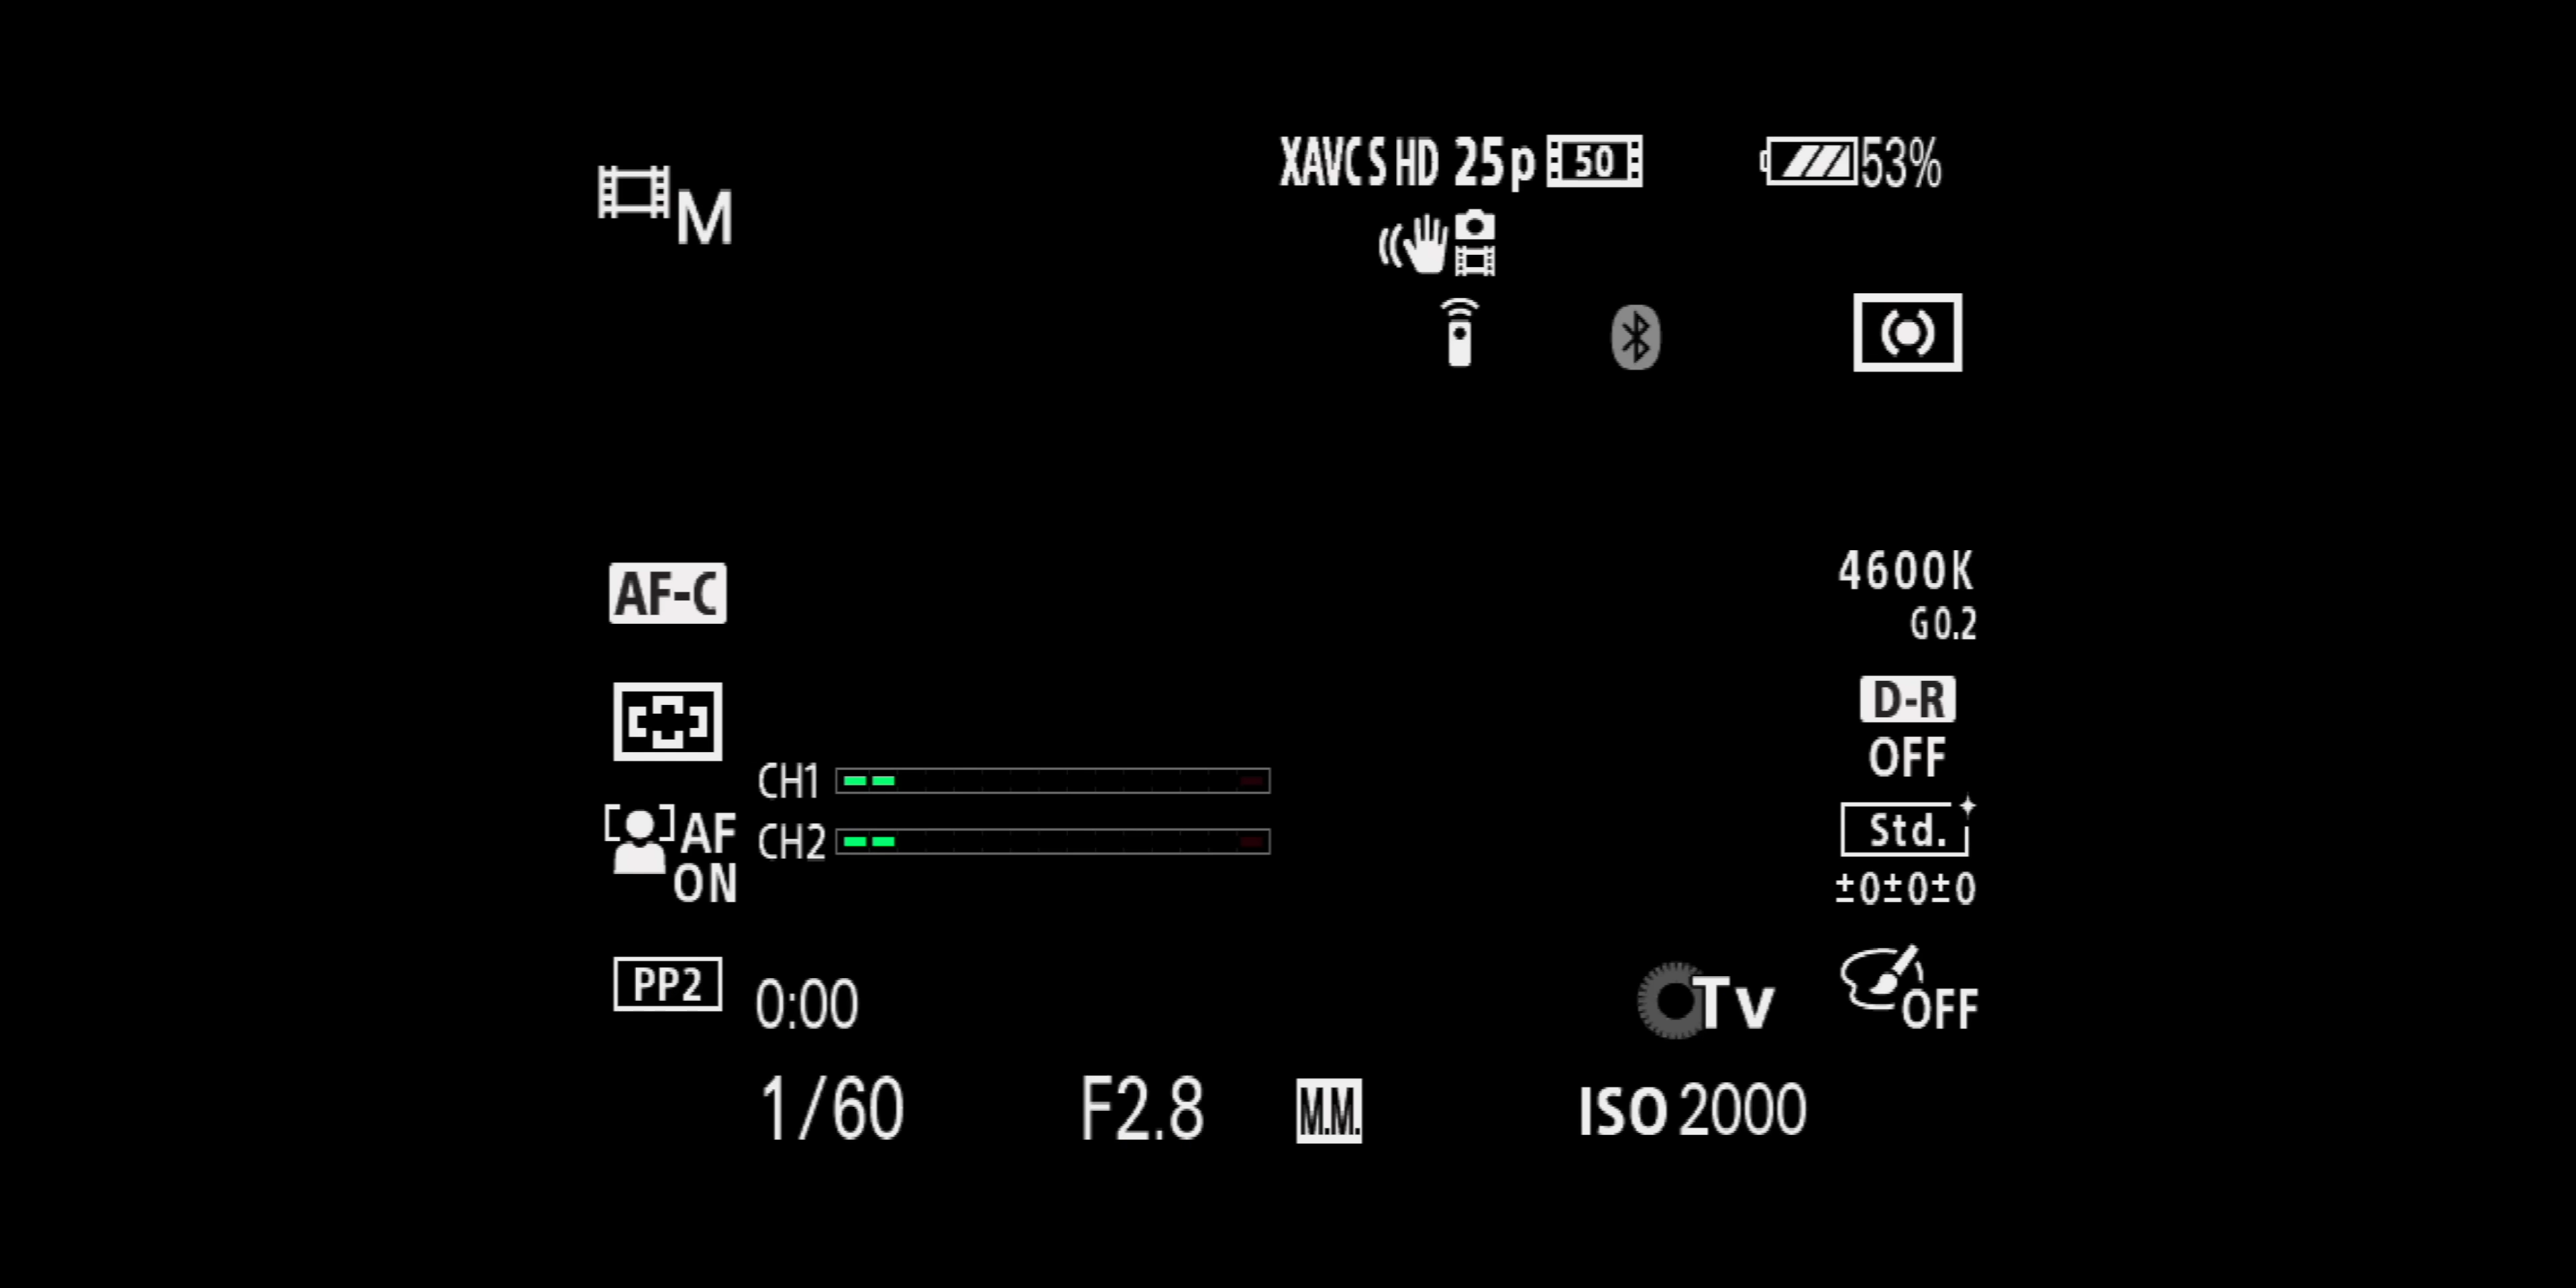 XAVC S HD 25p 50 53%
M
AF-C
4600K
G0.2
D-R
OFF
CH1
Std.
AF
ON
CH2
±0±0±0
PP2
0:00
Tv
OFF
1/60 F2.8 M.M. ISO 2000